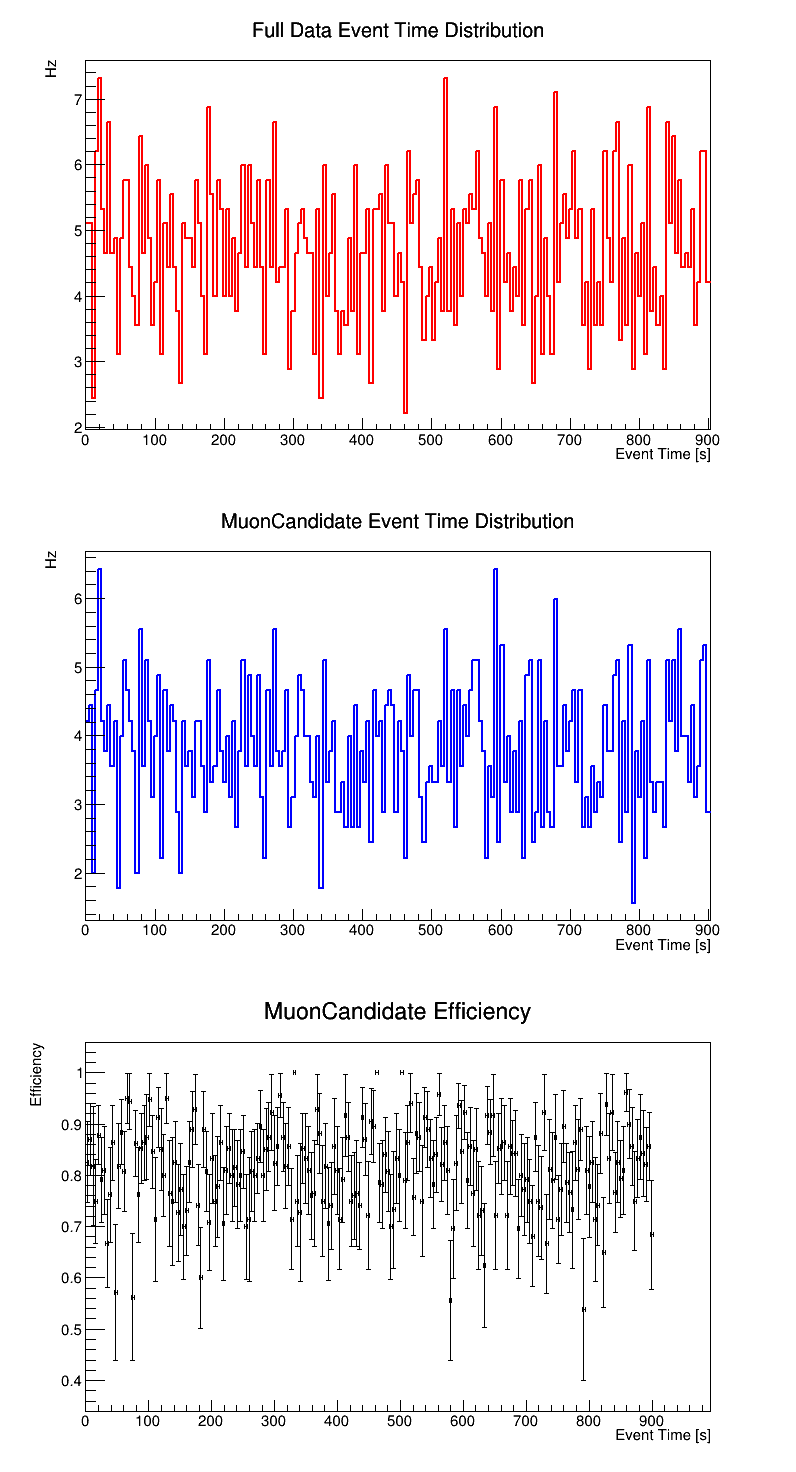 Full Data Event Time Distribution
Hz
7
6
5
4
3
2
0 100 200 300 400 500 600 700 800 900
Event Time [s]
MuonCandidate Event Time Distribution
Hz
6
5
4
3
2
0 100 200 300 400 500 600 700 800 900
Event Time [s]
MuonCandidate Efficiency
Efficiency
1
0.9
0.8
0.7
0.6
0.5
0.4
0 100 200 300 400 500 600 700 800 900
Event Time [s]